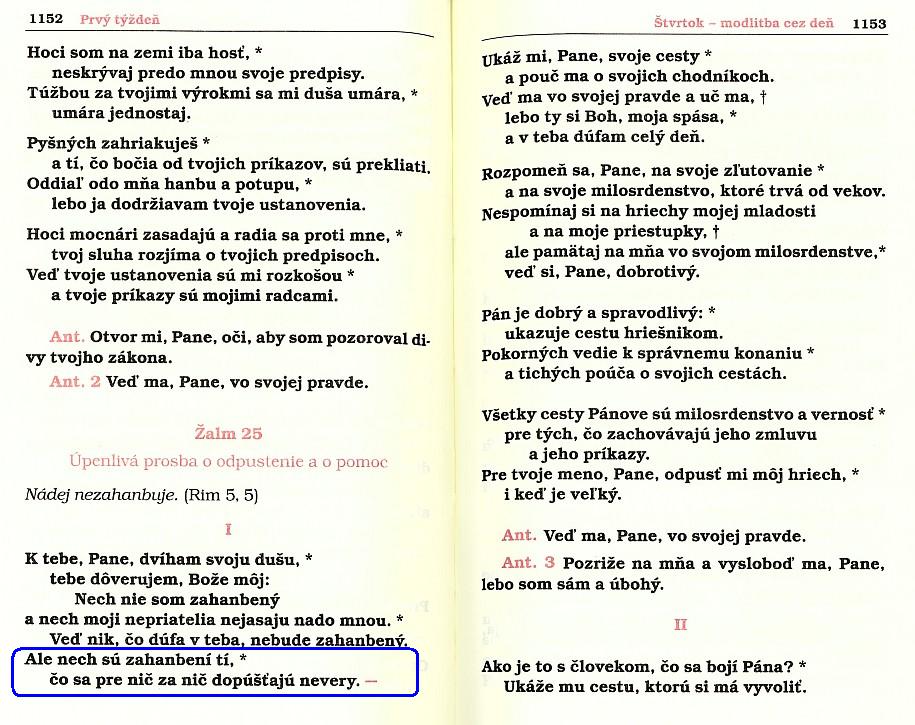 1152 Prvý týždeň
Hoci som na zemi iba hosť, *
neskrývaj predo mnou svoje predpisy.
Túžbou za tvojimi výrokmi sa mi duša umára, *
umára jednostaj.
Pyšných zahriakuješ *
a tí, čo bočia od tvojich príkazov, sú prekliati.
Oddiaľ odo mňa hanbu a potupu, *
lebo ja dodržiavam tvoje ustanovenia.
Hoci mocnári zasadajú a radia sa proti mne, *
tvoj sluha rozjíma o tvojich predpisoch.
Veď tvoje ustanovenia sú mi rozkošou *
a tvoje príkazy sú mojimi radcami.
Ant. Otvor mi, Pane, oči, aby som pozoroval di-
vy tvojho zákona.
Ant. 2 Veď ma, Pane, vo svojej pravde.
Žalm 25
Úpenlivá prosba o odpustenie a o pomoc
Nádej nezahanbuje. (Rim 5, 5)
I
K tebe, Pane, dvíham svoju dušu, *
tebe dôverujem, Bože môj:
Nech nie som zahanbený
a nech moji nepriatelia nejasajú nado mnou. *
Veď nik, čo dúfa v teba, nebude zahanbený.
Ale nech sú zahanbení tí, *
čo sa pre nič za nič dopúšťajú nevery. –
Štvrtok – modlitba cez deň 1153
Ukáž mi, Pane, svoje cesty *
a pouč ma o svojich chodníkoch.
Veď ma vo svojej pravde a uč ma, †
lebo ty si Boh, moja spása, *
a v teba dúfam celý deň.
Rozpomeň sa, Pane, na svoje zľutovanie *
a na svoje milosrdenstvo, ktoré trvá od vekov.
Nespomínaj si na hriechy mojej mladosti
a na moje priestupky, †
ale pamätaj na mňa vo svojom milosrdenstve,*
veď si, Pane, dobrotivý.
Pán je dobrý a spravodlivý: *
ukazuje cestu hriešnikom.
Pokorných vedie k správnemu konaniu *
a tichých poúča o svojich cestách.
Všetky cesty Pánove sú milosrdenstvo a vernosť *
pre tých, čo zachovávajú jeho zmluvu
a jeho príkazy.
Pre tvoje meno, Pane, odpusť mi môj hriech, *
i keď je veľký.
Ant. Veď ma, Pane, vo svojej pravde.
Ant. 3 Pozriže na mňa a vysloboď ma, Pane,
lebo som sám a úbohý.
II
Ako je to s človekom, čo sa bojí Pána? *
Ukáže mu cestu, ktorú si má vyvoliť.